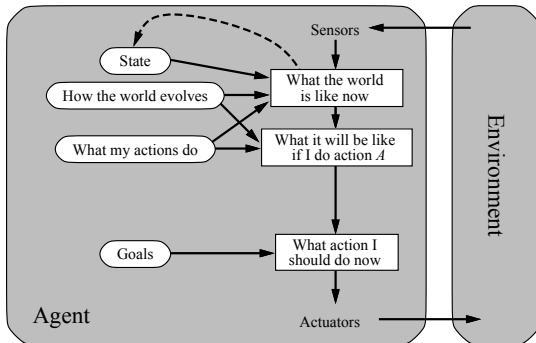 Sensors
State
What the world
is like now
How the world evolves
What my actions do
What it will be like
if I do action A
Goals
What action I
should do now
Agent
Actuators
Environment